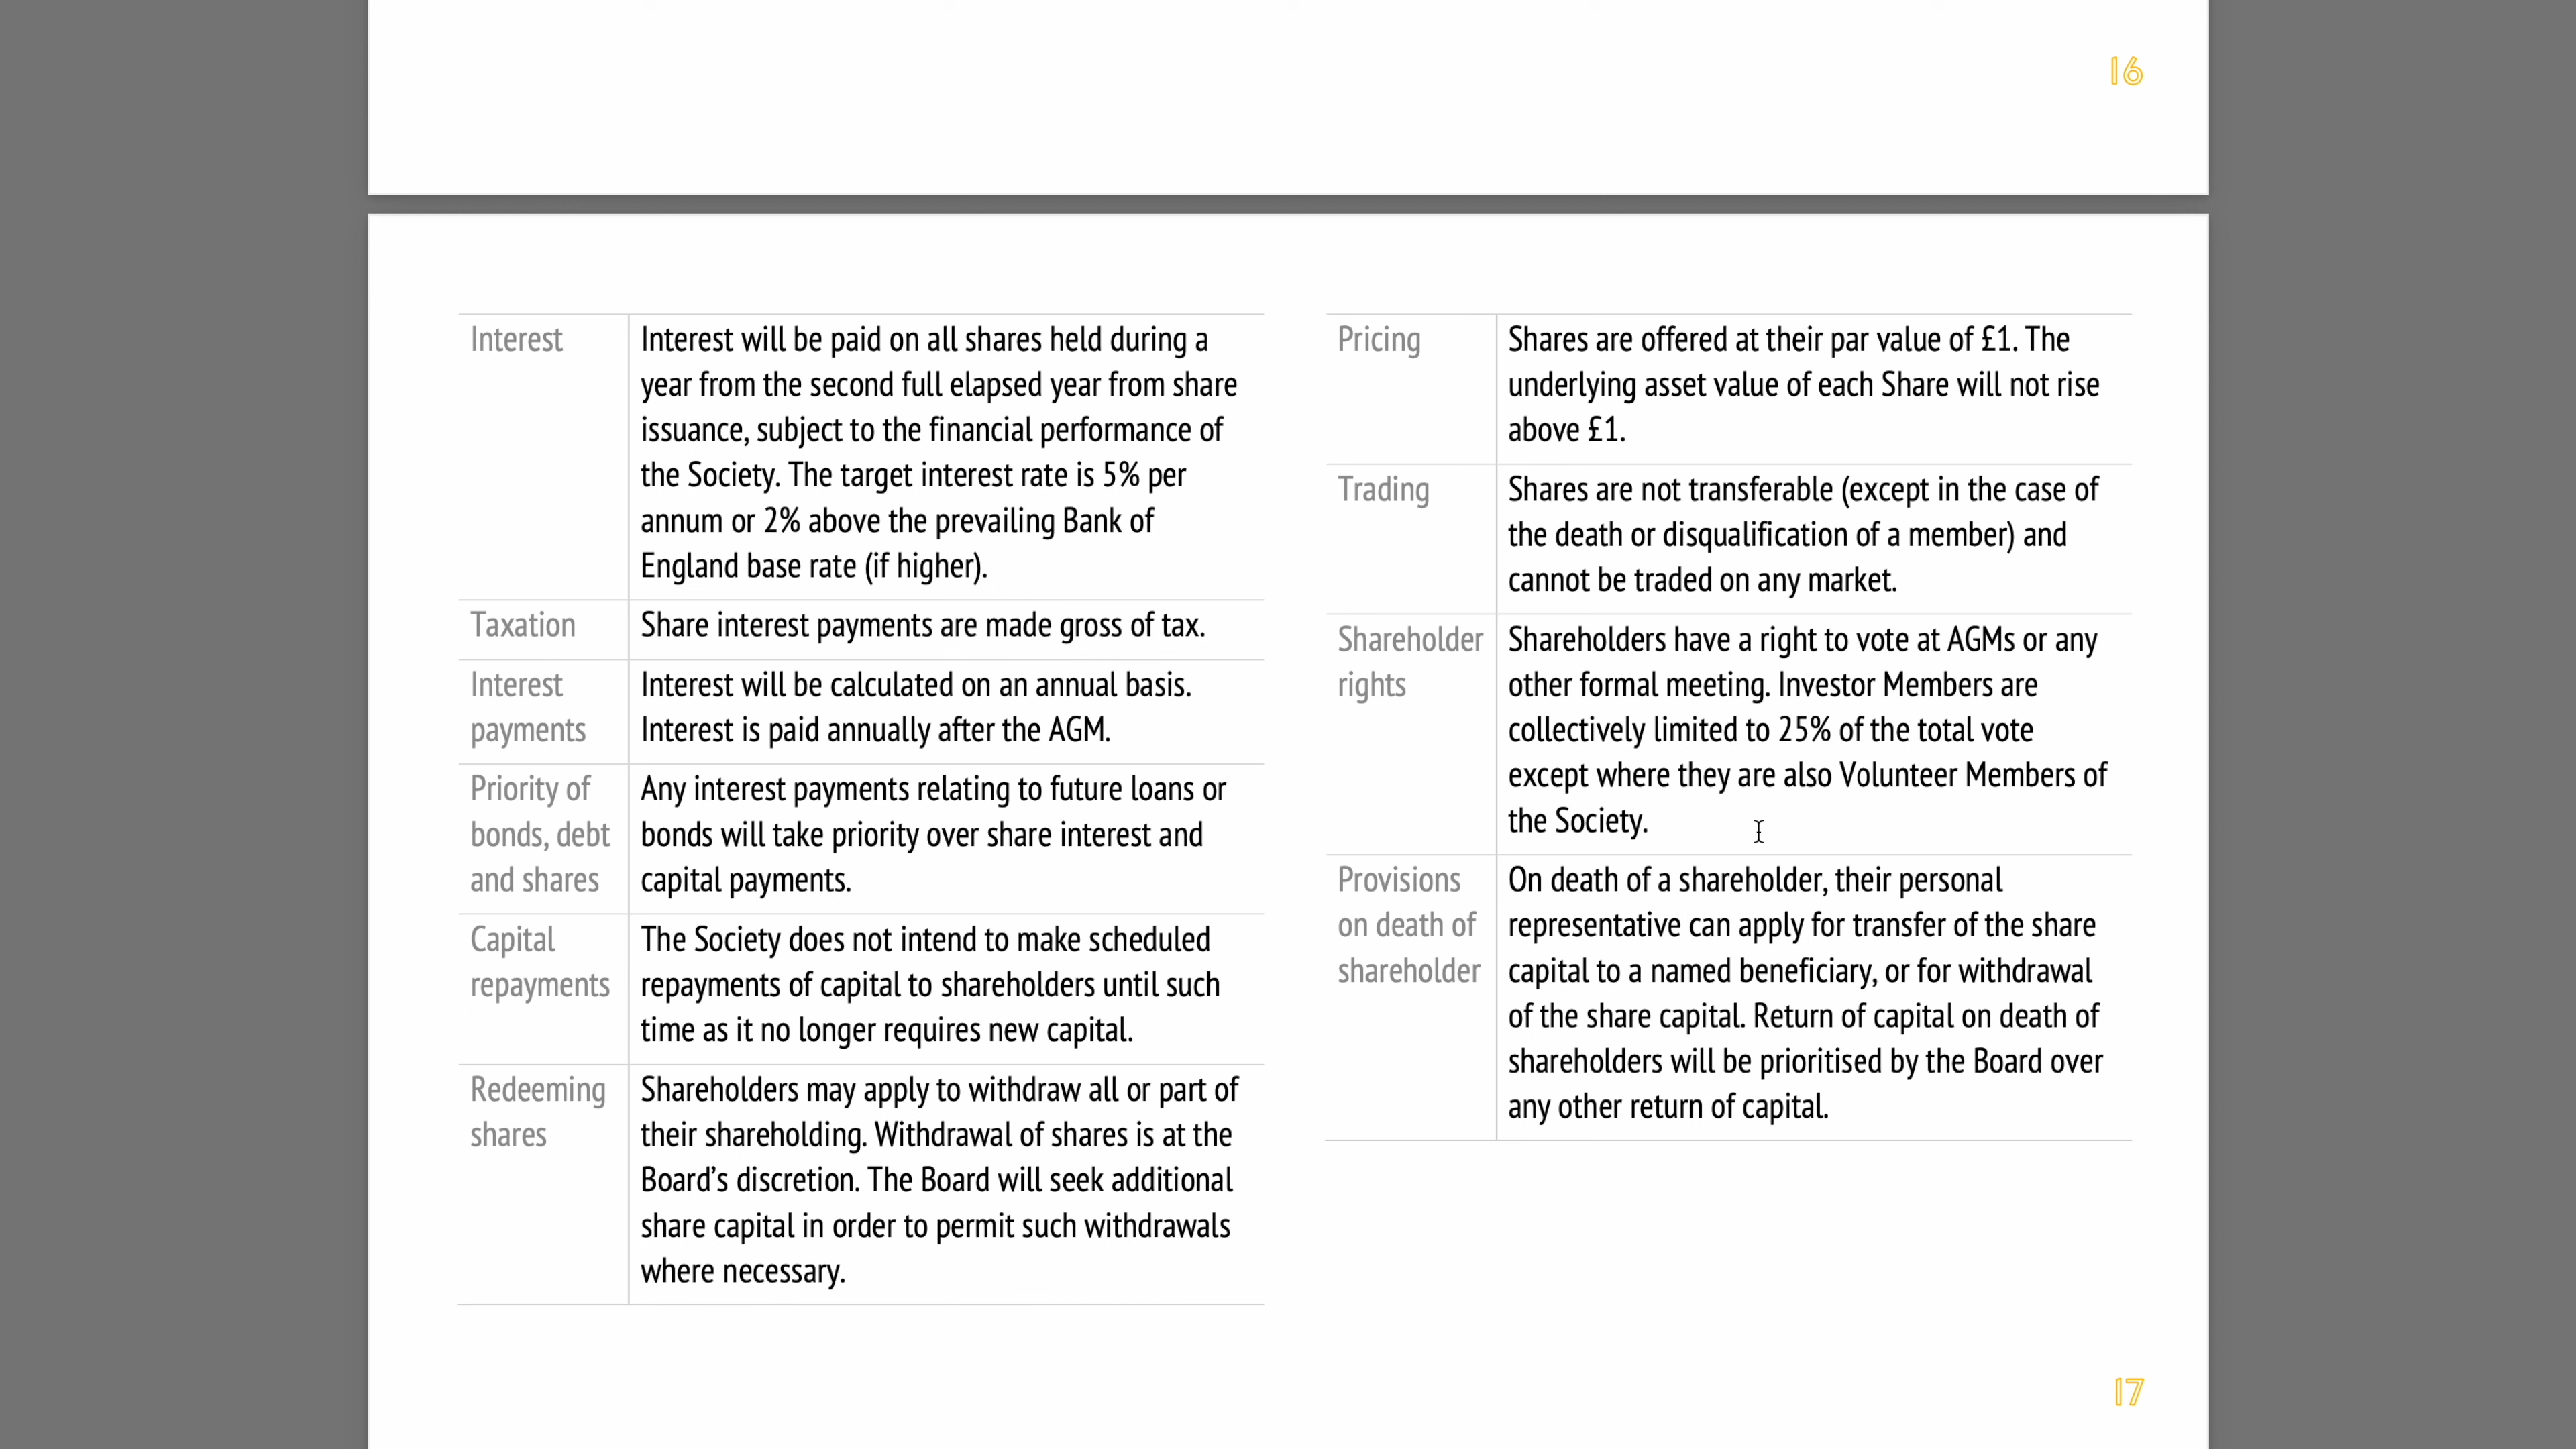 16
Interest
Interest will be paid on all shares held during a
year from the second full elapsed year from share
issuance, subject to the financial performance of
the Society. The target interest rate is 5% per
annum or 2% above the prevailing Bank of
England base rate (if higher).
Taxation
Share interest payments are made gross of tax.
Interest
payments
Interest will be calculated on an annual basis.
Interest is paid annually after the AGM.
Priority of
bonds, debt
and shares
Any interest payments relating to future loans or
bonds will take priority over share interest and
capital payments.
Capital
repayments
The Society does not intend to make scheduled
repayments of capital to shareholders until such
time as it no longer requires new capital.
Redeeming
shares
Shareholders may apply to withdraw all or part of
their shareholding. Withdrawal of shares is at the
Board’s discretion. The Board will seek additional
share capital in order to permit such withdrawals
where necessary.
Pricing
Shares are offered at their par value of £1. The
underlying asset value of each Share will not rise
above £1.
Trading
Shares are not transferable (except in the case of
the death or disqualification of a member) and
cannot be traded on any market.
Shareholder
rights
Shareholders have a right to vote at AGMs or any
other formal meeting. Investor Members are
collectively limited to 25% of the total vote
except where they are also Volunteer Members of
the Society.
Provisions
on death of
shareholder
On death of a shareholder, their personal
representative can apply for transfer of the share
capital to a named beneficiary, or for withdrawal
of the share capital. Return of capital on death of
shareholders will be prioritised by the Board over
any other return of capital.
17